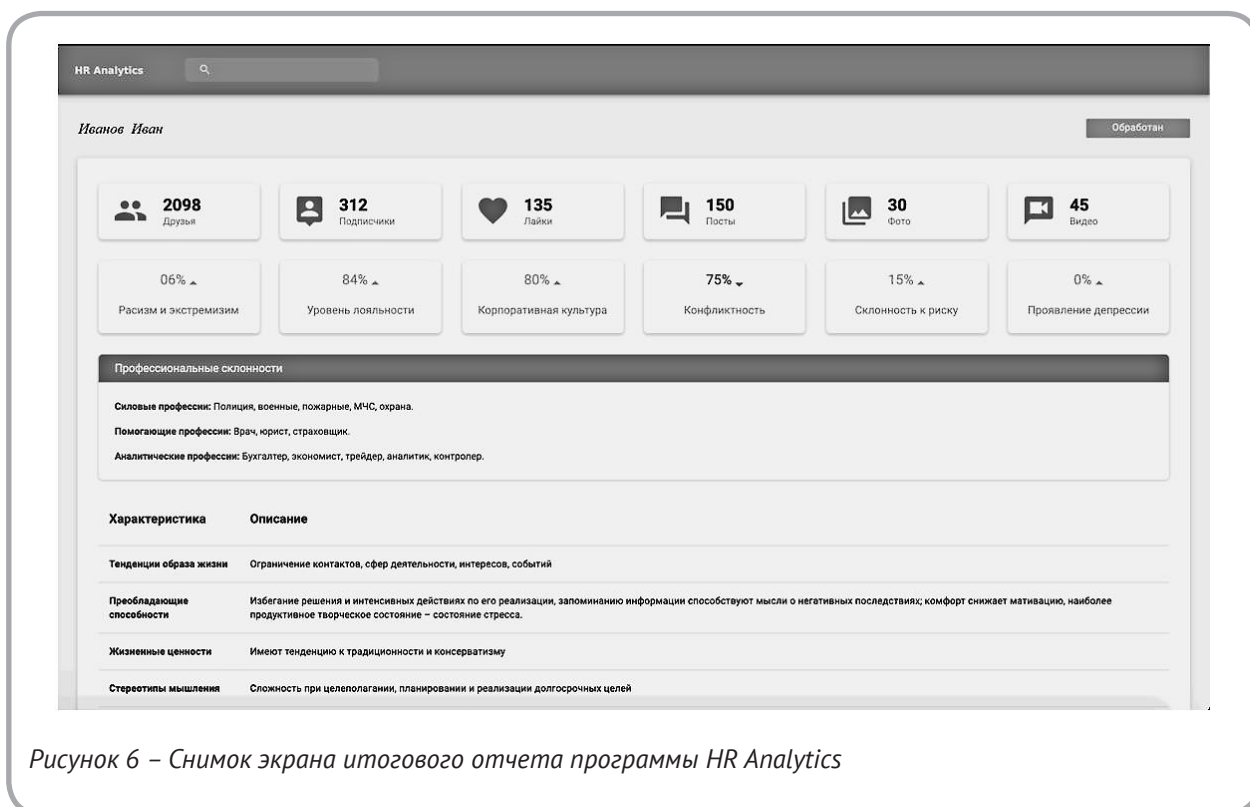 HR Analytics
Иванов Иван
Обработан
2098
Друзья
312
Подписчики
135
Лайки
150
Посты
30
Фото
45
Видео
06%
Расизм и экстремизим
84%
Уровень лояльности
80%
Корпоративная культура
75%
Конфликтность
15%
Склонность к риску
0%
Проявление депрессии
Профессиональные склонности
Силовые профессии: Полиция, военные, пожарные, МЧС, охрана.
Помогающие профессии: Врач, юрист, страховщик.
Аналитические профессии: Бухгалтер, экономист, трейдер, аналитик, контролер.
Характеристика Описание
Тенденции образа жизни Ограничение контактов, сфер деятельности, интересов, событий
Преобладающие способности
Избегание решения и интенсивных действиях по его реализации, запоминанию информации способствуют мысли о негативных последствиях; комфорт снижает мативацию, наиболее
продуктивное творческое состояние – состояние стресса.
Жизненные ценности Имеют тенденцию к традиционности и консерватизму
Стереотипы мышления Сложность при целеполагании, планировании и реализации долгосрочных целей
Рисунок 6 – Снимок экрана итогового отчета программы HR Analytics